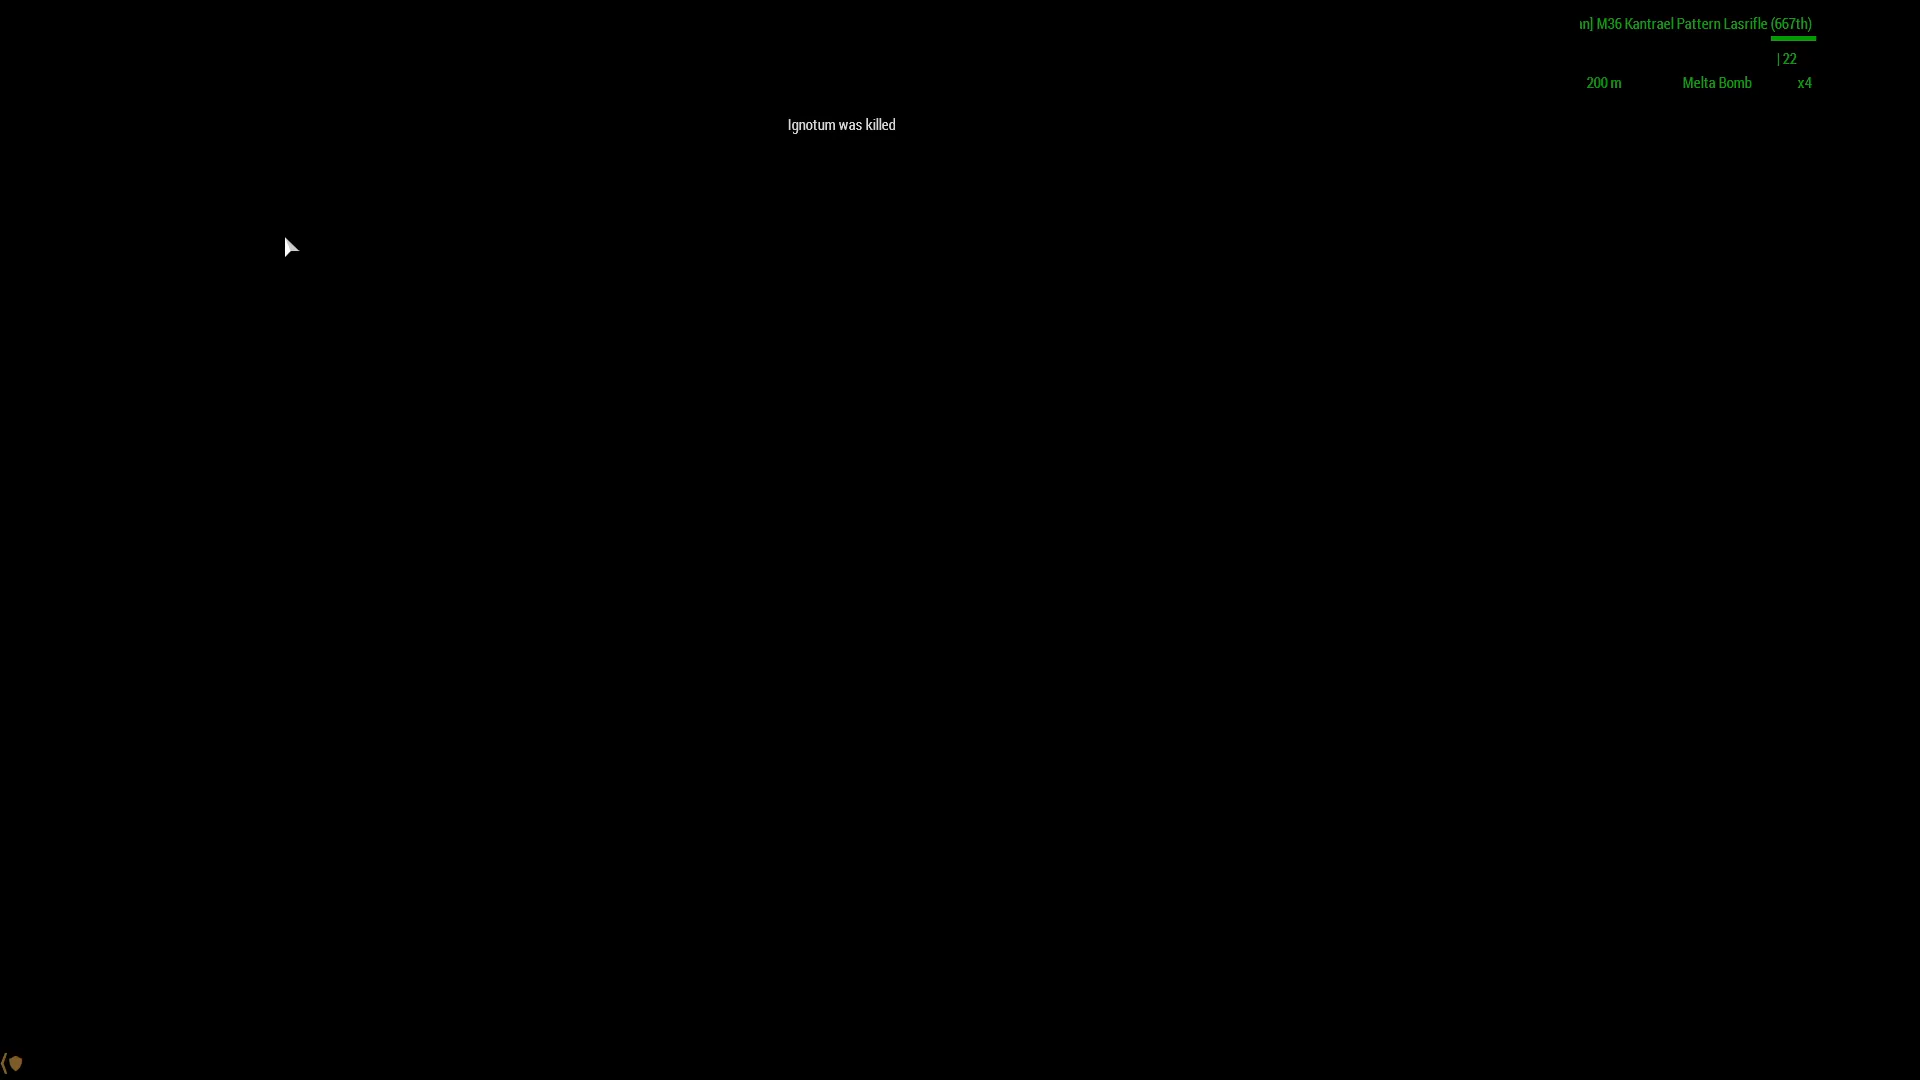 n] M36 Kantrael Pattern Lasrifle (667th)
| 22
200 m Melta Bomb x4
Ignotum was killed